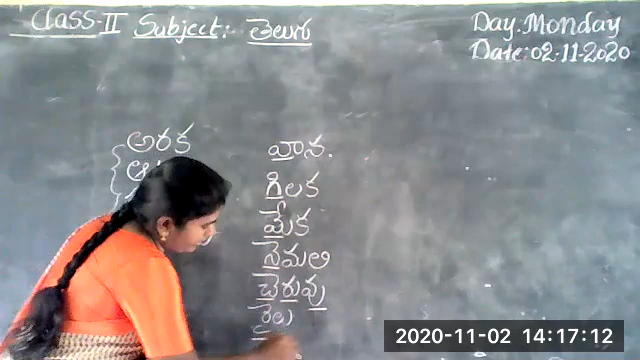 CLASS-II Subject: తెలుగు
Day: Monday
Date: 02-11-2020
అరక
ఆ
వాన.
గిలక
మేక
నెమలి
చెరువు
2020-11-02 14:17:12